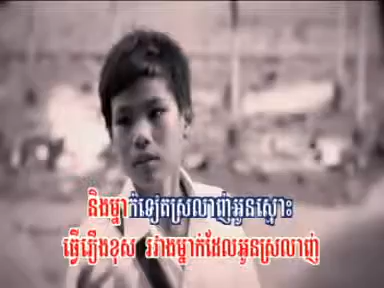 និងម្នាក់ទៀតស្រលាញ់អូនស្មោះ
ធ្វើរឿងខុស រវាងម្នាក់ដែលអូនស្រលាញ់